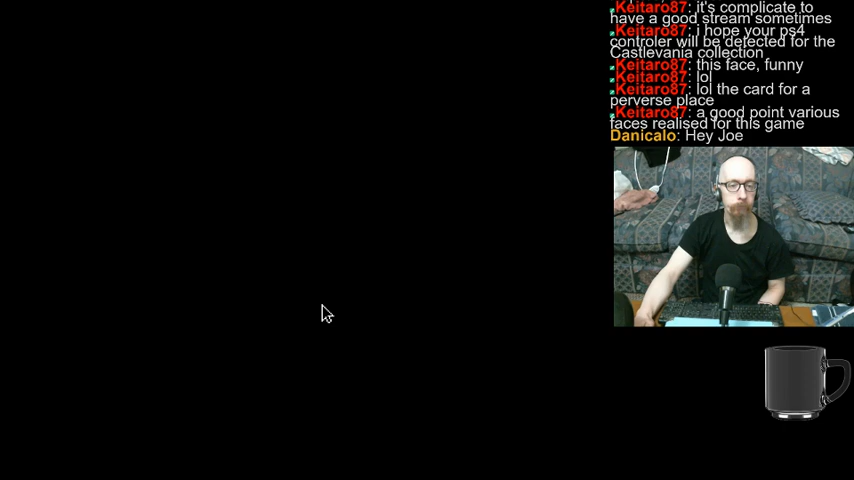 Keitaro87: it's complicate to
have a good stream sometimes
Keitaro87: i hope your ps4
controler will be detected for the
Castlevania collection
Keitaro87: this face, funny
Keitaro87: lol
Keitaro87: lol the card for a
perverse place
Keitaro87: a good point various
faces realised for this game
Danicalo: Hey Joe